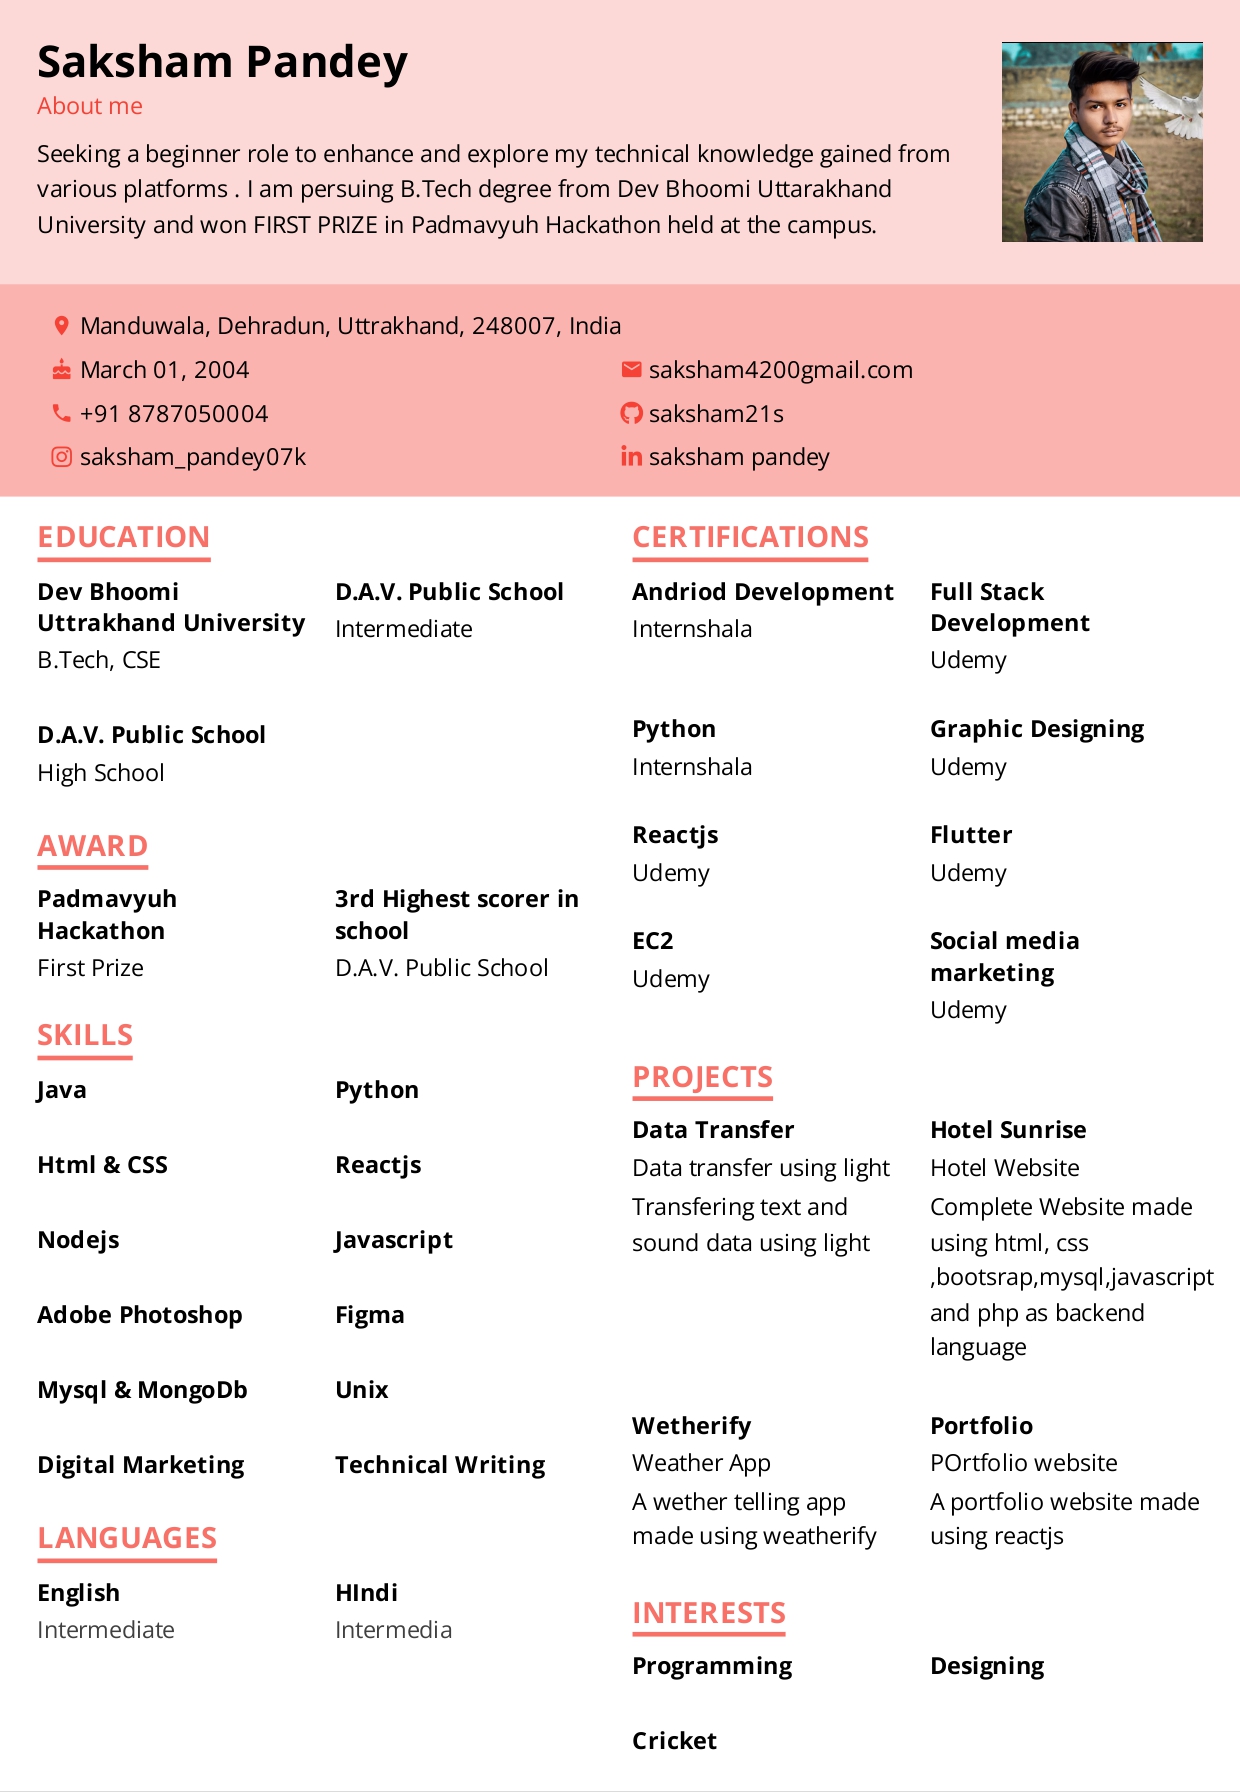 Saksham Pandey
About me
Seeking a beginner role to enhance and explore my technical knowledge gained from
various platforms . I am persuing B.Tech degree from Dev Bhoomi Uttarakhand
University and won FIRST PRIZE in Padmavyuh Hackathon held at the campus.
Manduwala, Dehradun, Uttrakhand, 248007, India
March 01, 2004
saksham4200gmail.com
+91 8787050004
saksham21s
saksham_pandey07k
saksham pandey
EDUCATION
Dev Bhoomi
Uttrakhand University
B.Tech, CSE
D.A.V. Public School
Intermediate
D.A.V. Public School
High School
AWARD
Padmavyuh
Hackathon
First Prize
3rd Highest scorer in
school
D.A.V. Public School
SKILLS
Java
Python
Html & CSS
Reactjs
Nodejs
Javascript
Adobe Photoshop
Figma
Mysql & MongoDb
Unix
Digital Marketing
Technical Writing
LANGUAGES
English
Intermediate
HIndi
Intermedia
CERTIFICATIONS
Andriod Development
Internshala
Full Stack
Development
Udemy
Python
Internshala
Graphic Designing
Udemy
Reactjs
Udemy
Flutter
Udemy
EC2
Udemy
Social media
marketing
Udemy
PROJECTS
Data Transfer
Data transfer using light
Transfering text and
sound data using light
Hotel Sunrise
Hotel Website
Complete Website made
using html, css
,bootsrap,mysql,javascript
and php as backend
language
Wetherify
Weather App
A wether telling app
made using weatherify
Portfolio
POrtfolio website
A portfolio website made
using reactjs
INTERESTS
Programming
Designing
Cricket